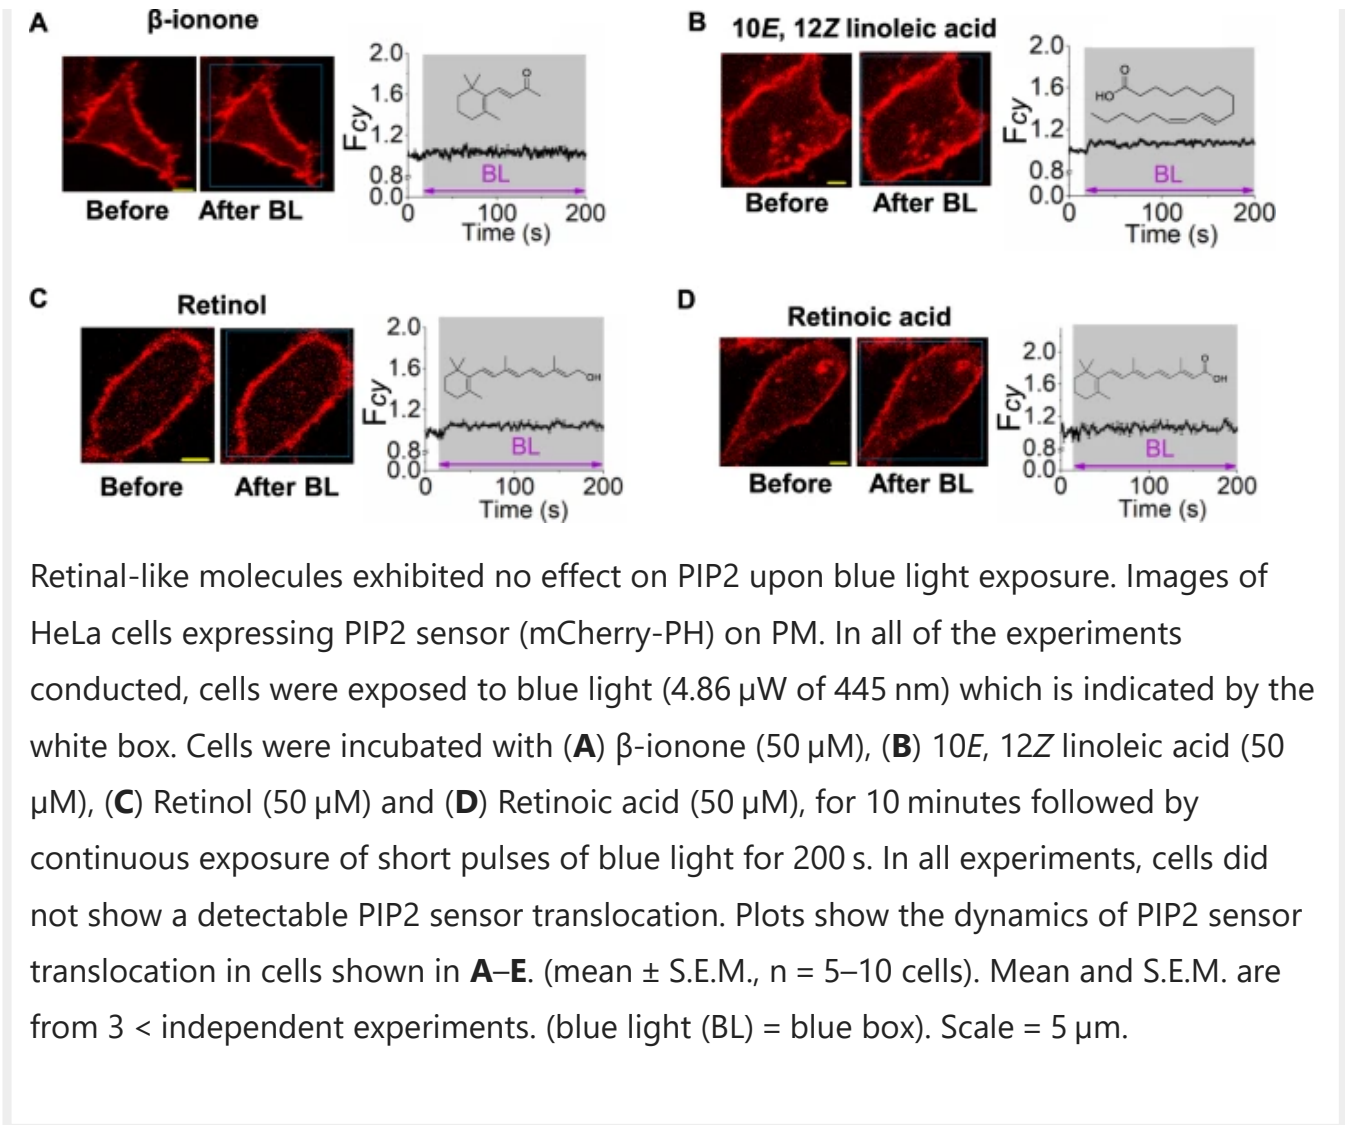 A
β-ionone
2.0
1.6
1.2
0.8
0.0
Fcy
O
BL
0
100
200
Time (s)
Before
After BL
B
10E, 12Z linoleic acid
2.0
1.6
1.2
0.8
0.0
Fcy
O
HO
BL
0
100
200
Time (s)
Before
After BL
C
Retinol
2.0
1.6
1.2
0.8
0.0
Fcy
OH
BL
0
100
200
Time (s)
Before
After BL
D
Retinoic acid
2.0
1.6
1.2
0.8
0.0
Fcy
O
OH
BL
0
100
200
Time (s)
Before
After BL
Retinal-like molecules exhibited no effect on PIP2 upon blue light exposure. Images of
HeLa cells expressing PIP2 sensor (mCherry-PH) on PM. In all of the experiments
conducted, cells were exposed to blue light (4.86 μW of 445 nm) which is indicated by the
white box. Cells were incubated with (A) β-ionone (50 μM), (B) 10E, 12Z linoleic acid (50
μM), (C) Retinol (50 μM) and (D) Retinoic acid (50 μM), for 10 minutes followed by
continuous exposure of short pulses of blue light for 200 s. In all experiments, cells did
not show a detectable PIP2 sensor translocation. Plots show the dynamics of PIP2 sensor
translocation in cells shown in A–E. (mean ± S.E.M., n = 5–10 cells). Mean and S.E.M. are
from 3 < independent experiments. (blue light (BL) = blue box). Scale = 5 μm.